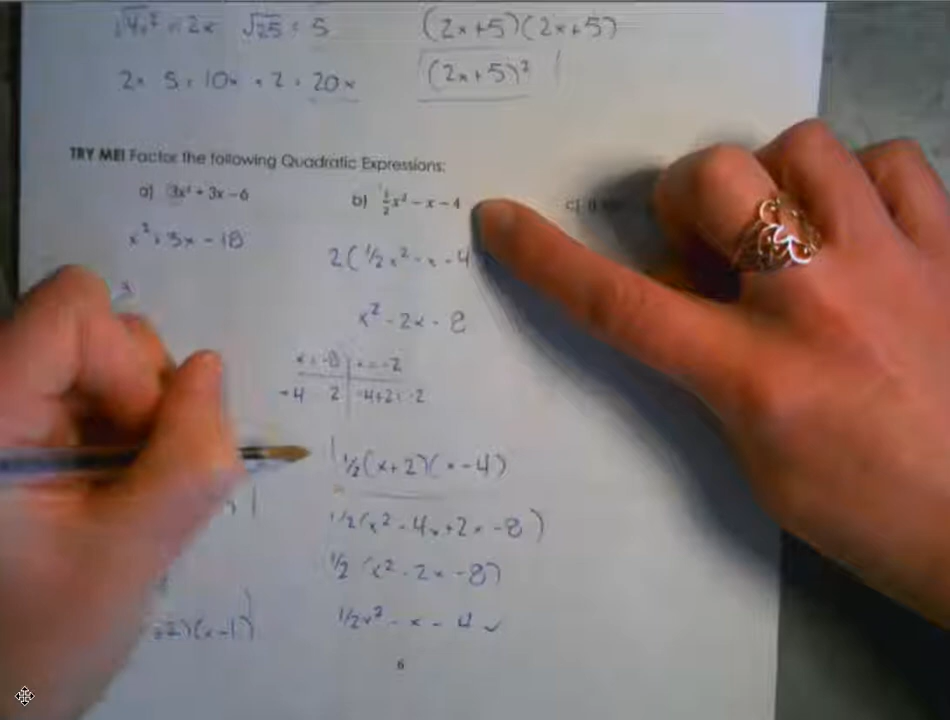 √4x² = 2x √25 = 5 (2x+5)(2x+5)
2x · 5 = 10x × 2 = 20x (2x+5)²
TRY ME! Factor the following Quadratic Expressions:
a) 3x² + 3x – 6 b) ½x² – x – 4 c)
x² + 3x - 18 2(½x² - x - 4
x² - 2x - 8
x = -8 + = -2
-4 2 -4+2 = -2
½(x+2)(x-4)
½(x² - 4x + 2x - 8)
½(x² - 2x - 8)
½x² - x - 4 ✓
+2)(x-1)
6